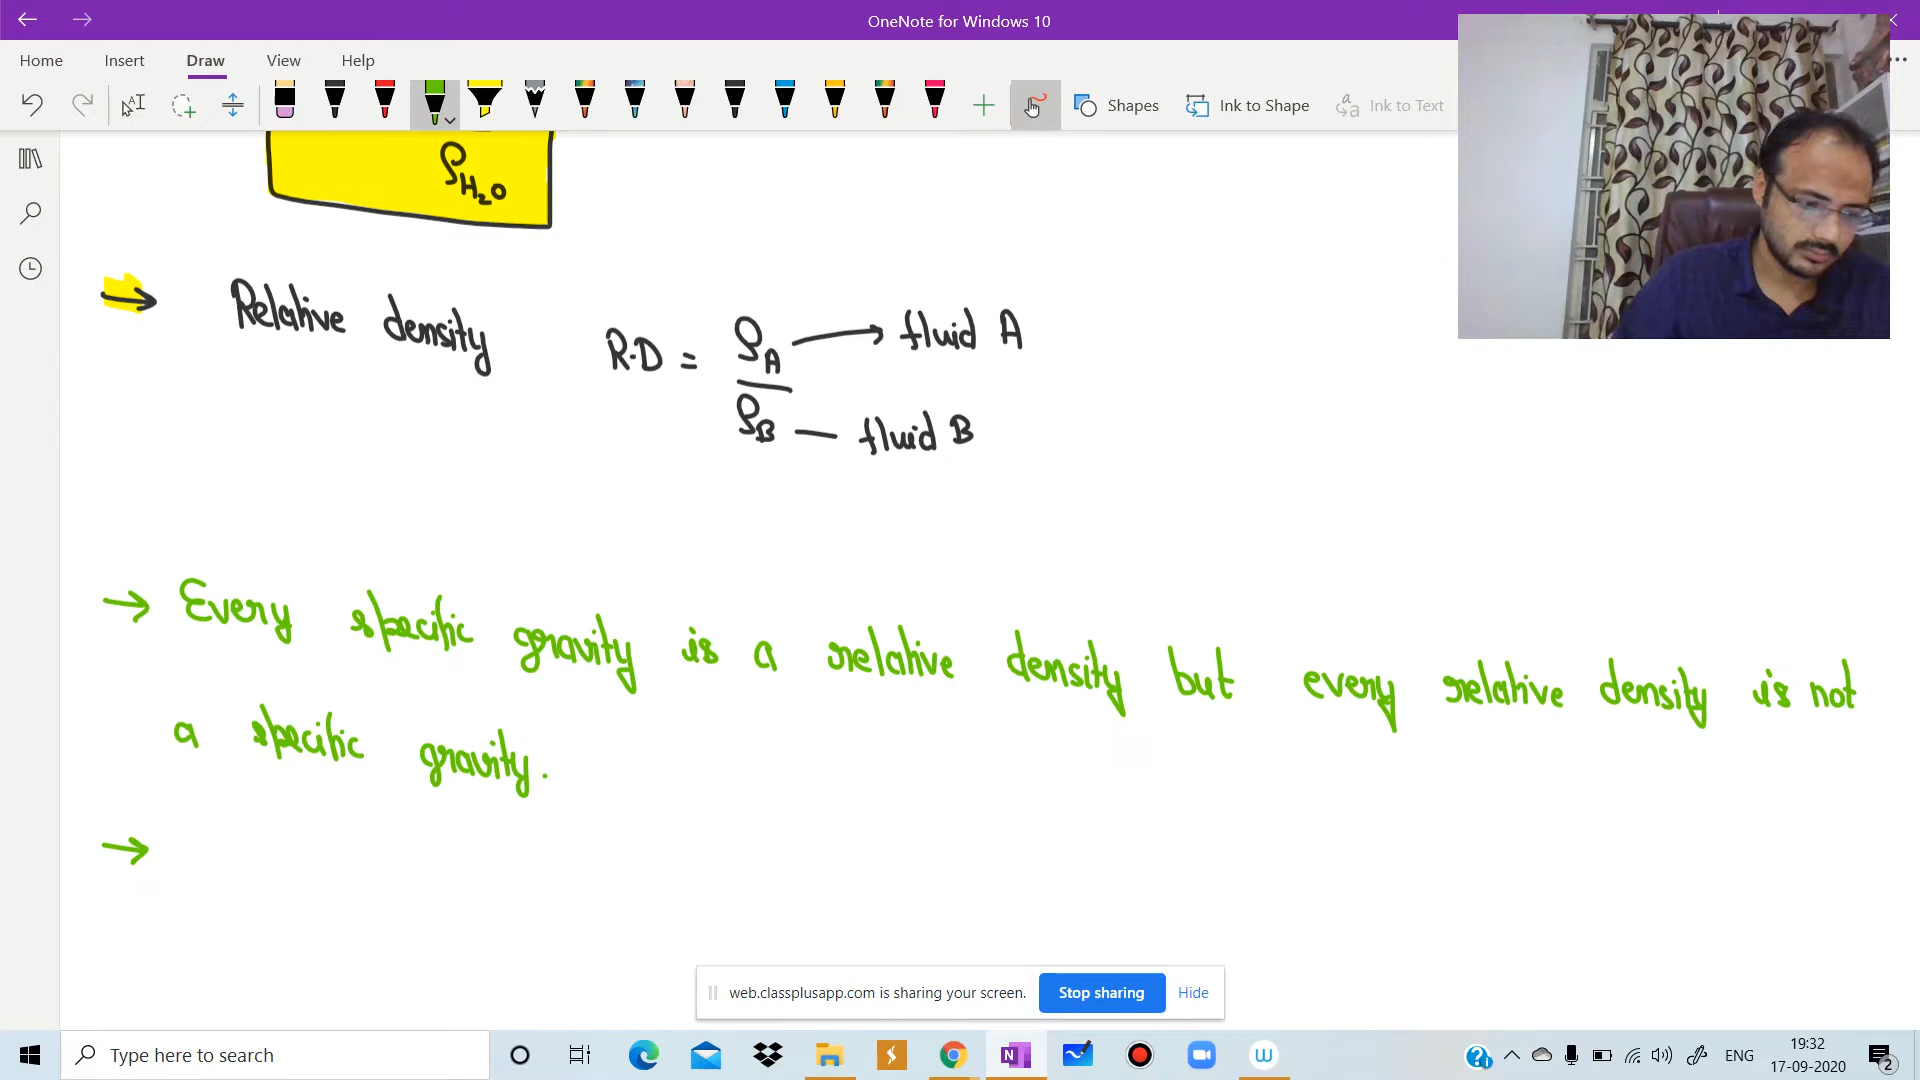 OneNote for Windows 10
Home Insert Draw View Help
Shapes Ink to Shape Ink to Text
ρH₂O
Relative density R.D = ρA → fluid A
ρB — fluid B
→ Every specific gravity is a relative density but every relative density is not
a specific gravity.
→
web.classplusapp.com is sharing your screen. Stop sharing Hide
Type here to search
ENG
19:32
17-09-2020
2